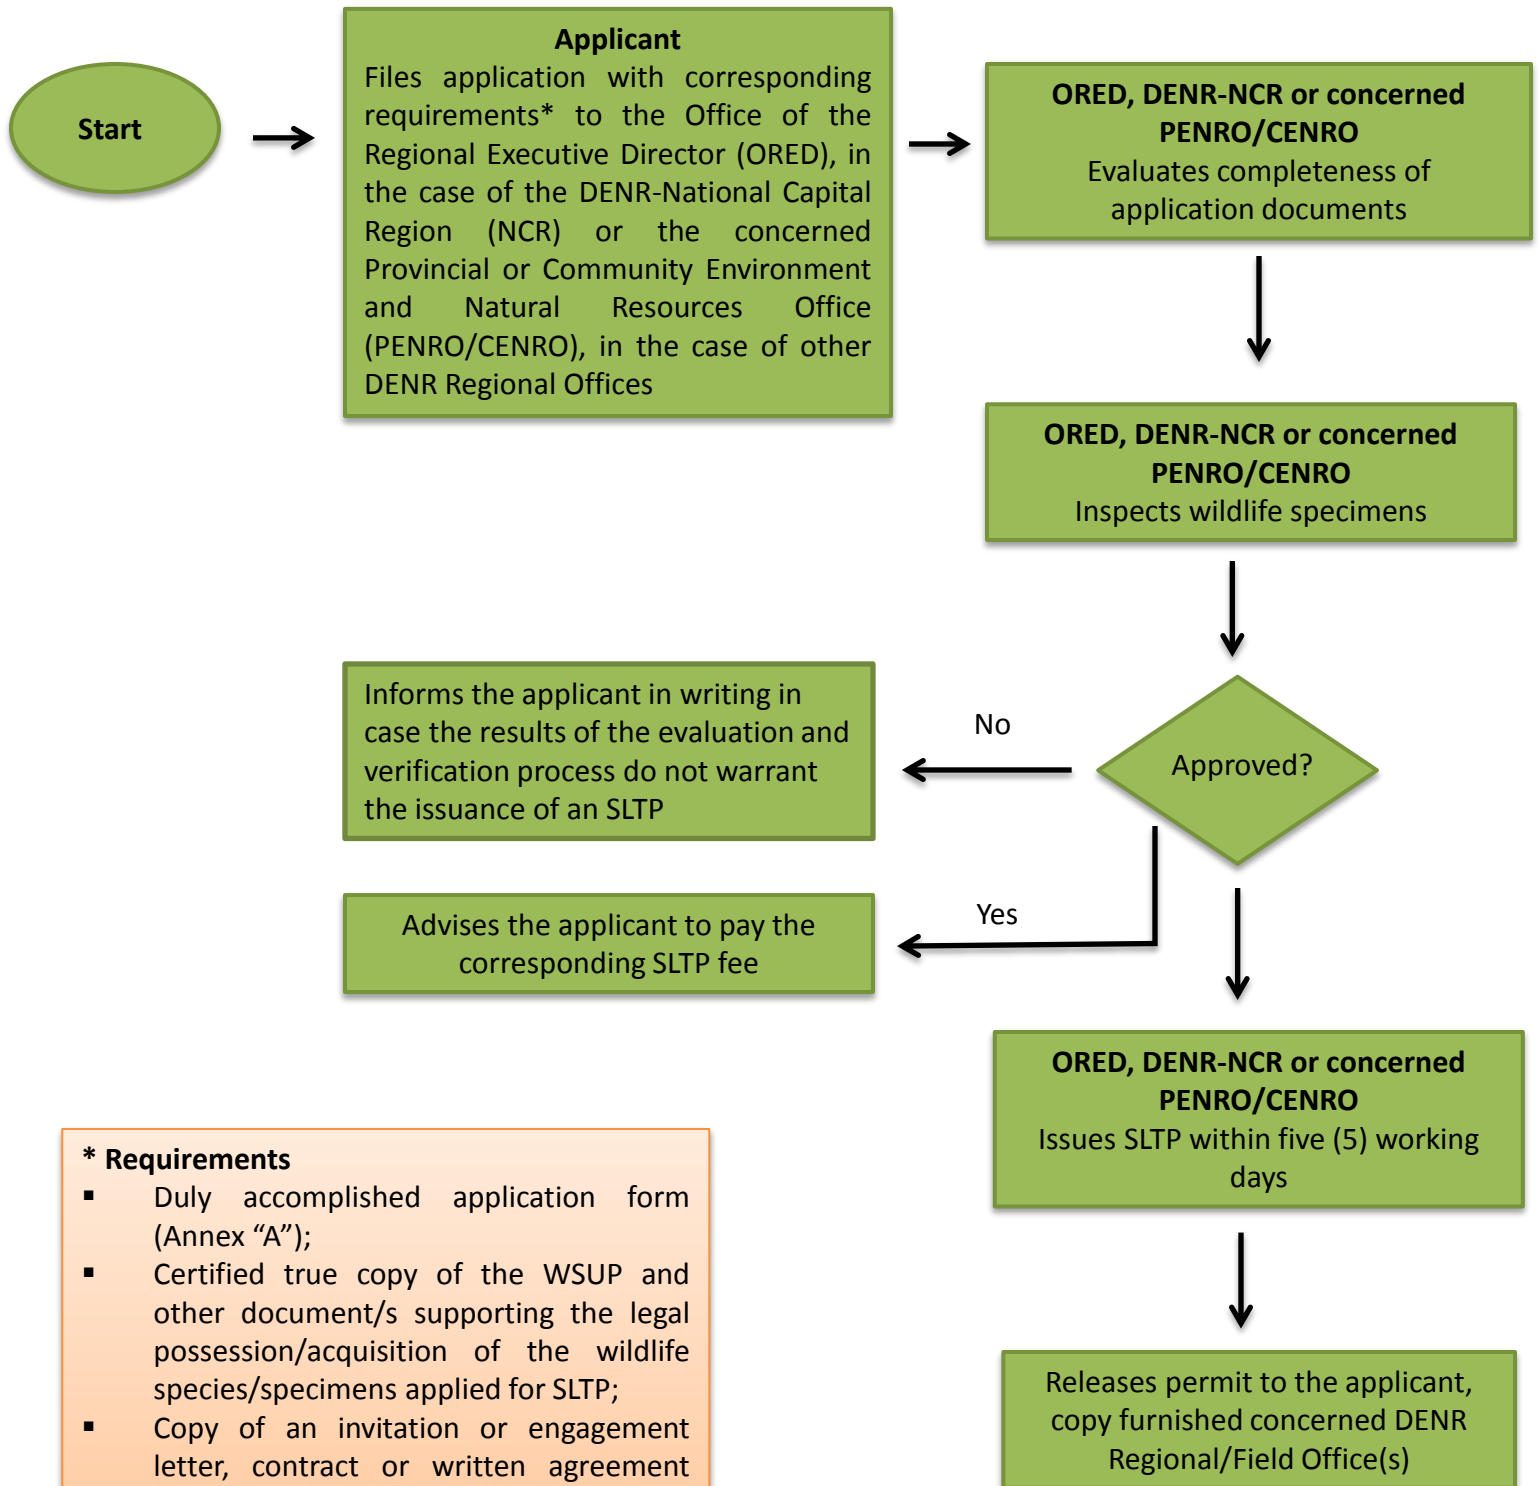 Start
Applicant
Files application with corresponding
requirements* to the Office of the
Regional Executive Director (ORED), in
the case of the DENR-National Capital
Region (NCR) or the concerned
Provincial or Community Environment
and Natural Resources Office
(PENRO/CENRO), in the case of other
DENR Regional Offices
ORED, DENR-NCR or concerned
PENRO/CENRO
Evaluates completeness of
application documents
ORED, DENR-NCR or concerned
PENRO/CENRO
Inspects wildlife specimens
Approved?
No
Informs the applicant in writing in
case the results of the evaluation and
verification process do not warrant
the issuance of an SLTP
Yes
Advises the applicant to pay the
corresponding SLTP fee
ORED, DENR-NCR or concerned
PENRO/CENRO
Issues SLTP within five (5) working
days
Releases permit to the applicant,
copy furnished concerned DENR
Regional/Field Office(s)
* Requirements
▪ Duly accomplished application form
(Annex “A”);
▪ Certified true copy of the WSUP and
other document/s supporting the legal
possession/acquisition of the wildlife
species/specimens applied for SLTP;
▪ Copy of an invitation or engagement
letter, contract or written agreement